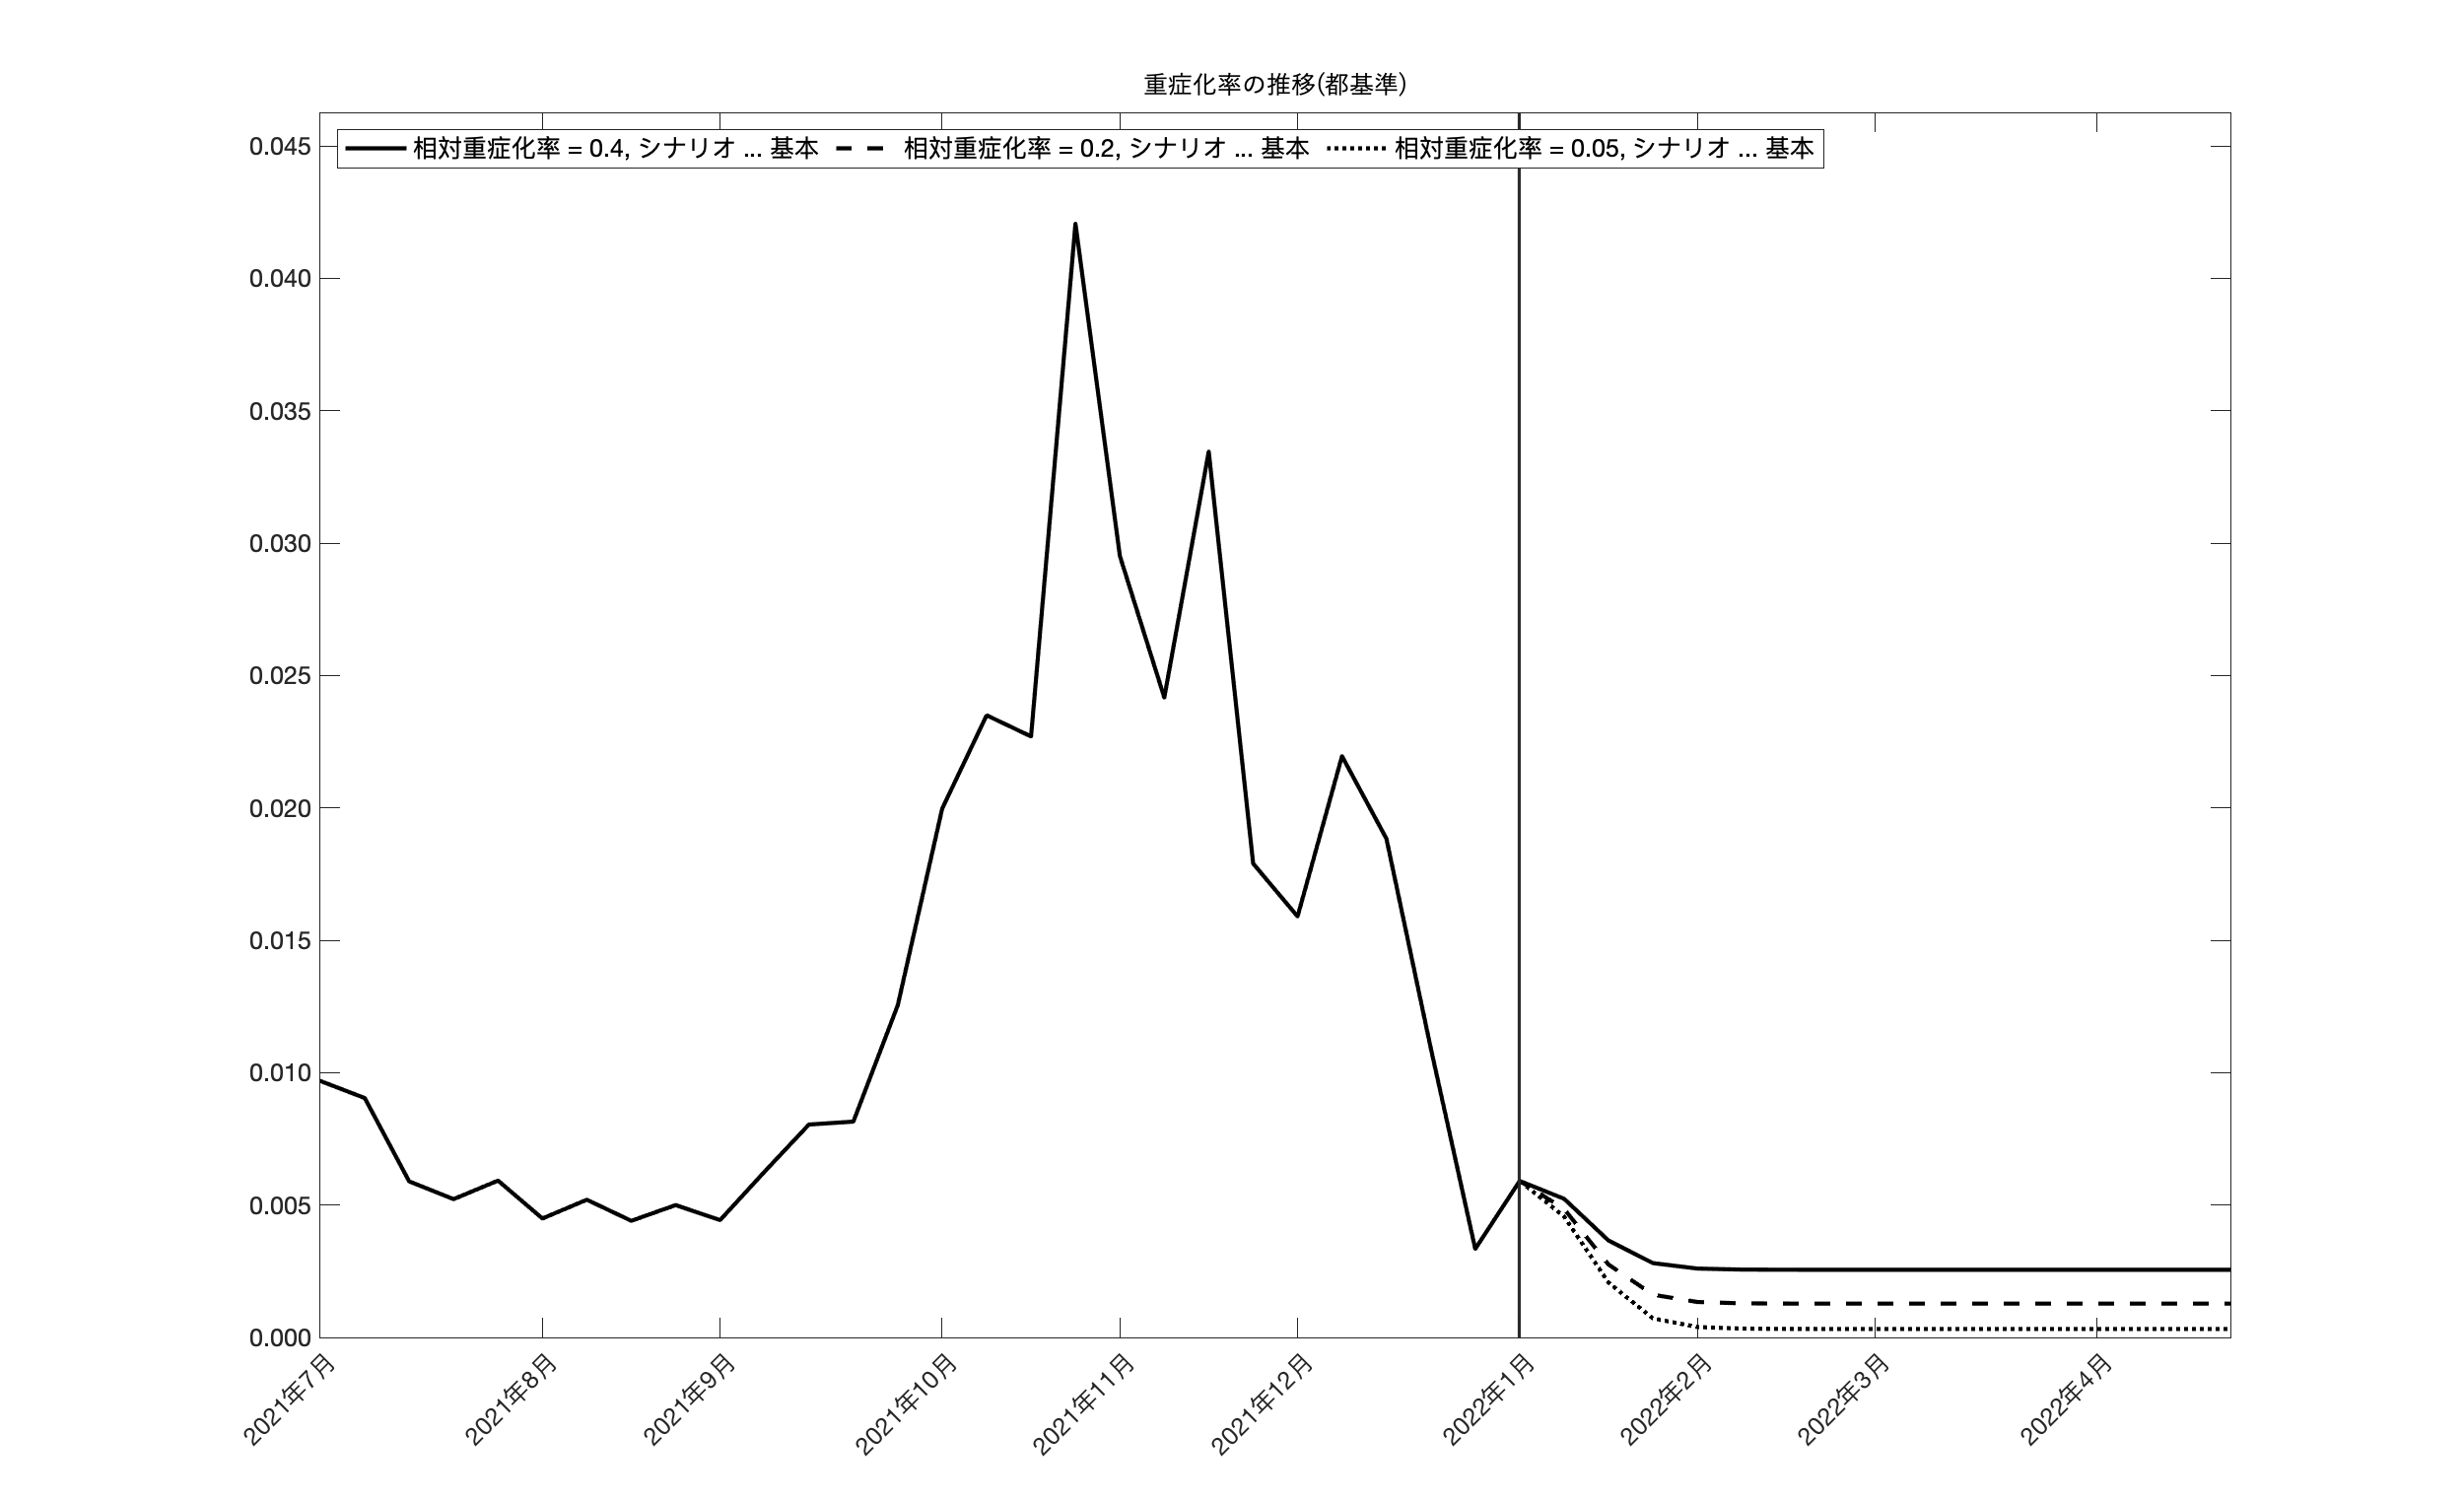 重症化率の推移(都基準)
相対重症化率 = 0.4, シナリオ ... 基本 相対重症化率 = 0.2, シナリオ ... 基本 相対重症化率 = 0.05, シナリオ ... 基本
0.045
0.040
0.035
0.030
0.025
0.020
0.015
0.010
0.005
0.000
2021年7月
2021年8月
2021年9月
2021年10月
2021年11月
2021年12月
2022年1月
2022年2月
2022年3月
2022年4月